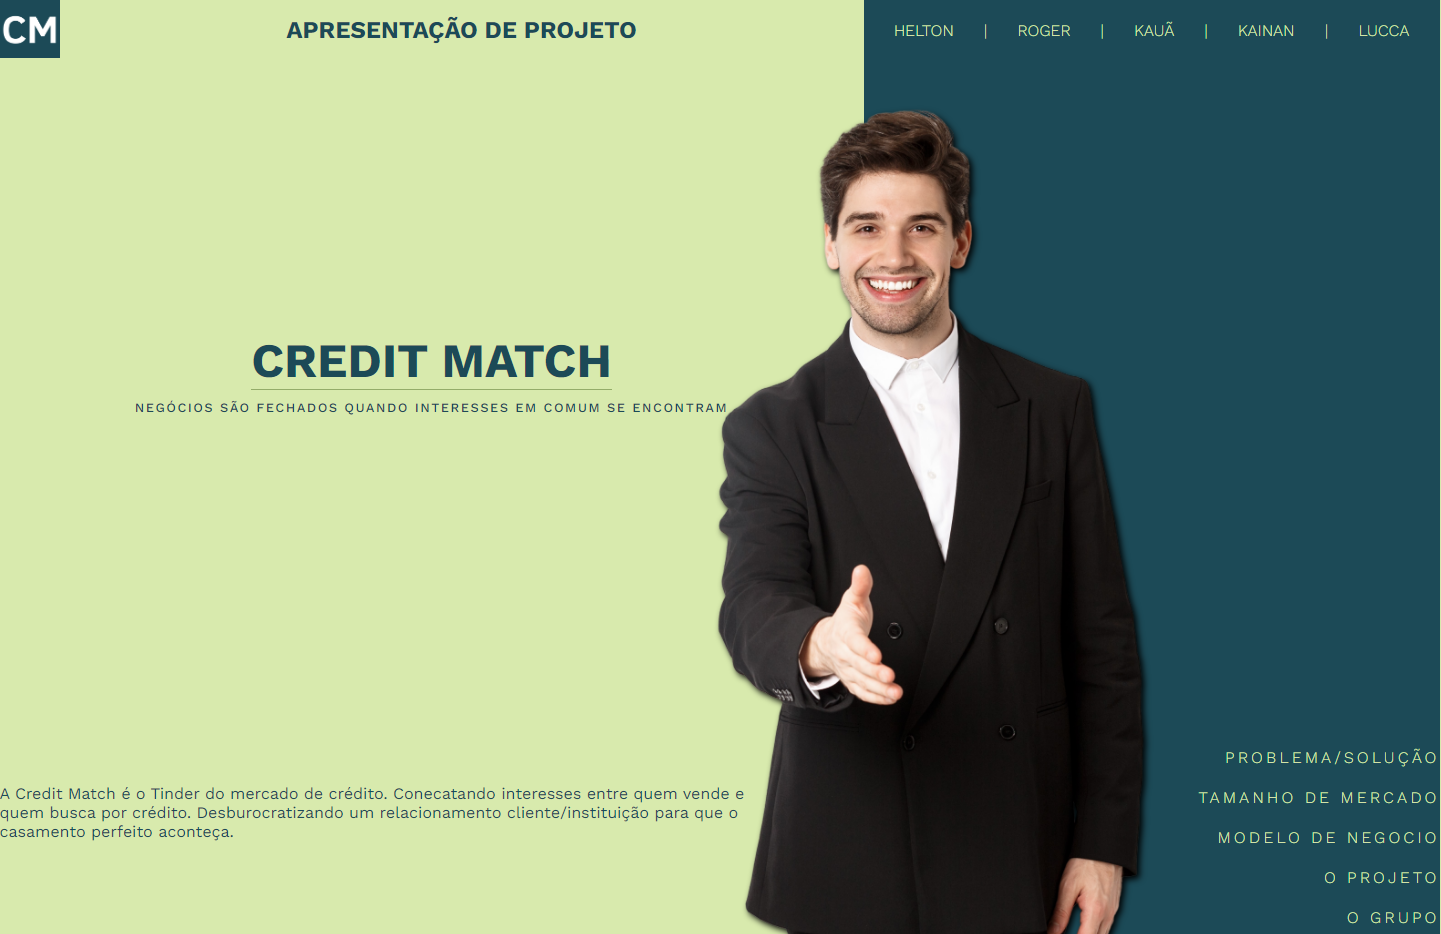 CM
APRESENTAÇÃO DE PROJETO
HELTON | ROGER | KAUÃ | KAINAN | LUCCA
CREDIT MATCH
NEGÓCIOS SÃO FECHADOS QUANDO INTERESSES EM COMUM SE ENCONTRAM
A Credit Match é o Tinder do mercado de crédito. Conecatando interesses entre quem vende e
quem busca por crédito. Desburocratizando um relacionamento cliente/instituição para que o
casamento perfeito aconteça.
PROBLEMA/SOLUÇÃO
TAMANHO DE MERCADO
MODELO DE NEGOCIO
O PROJETO
O GRUPO